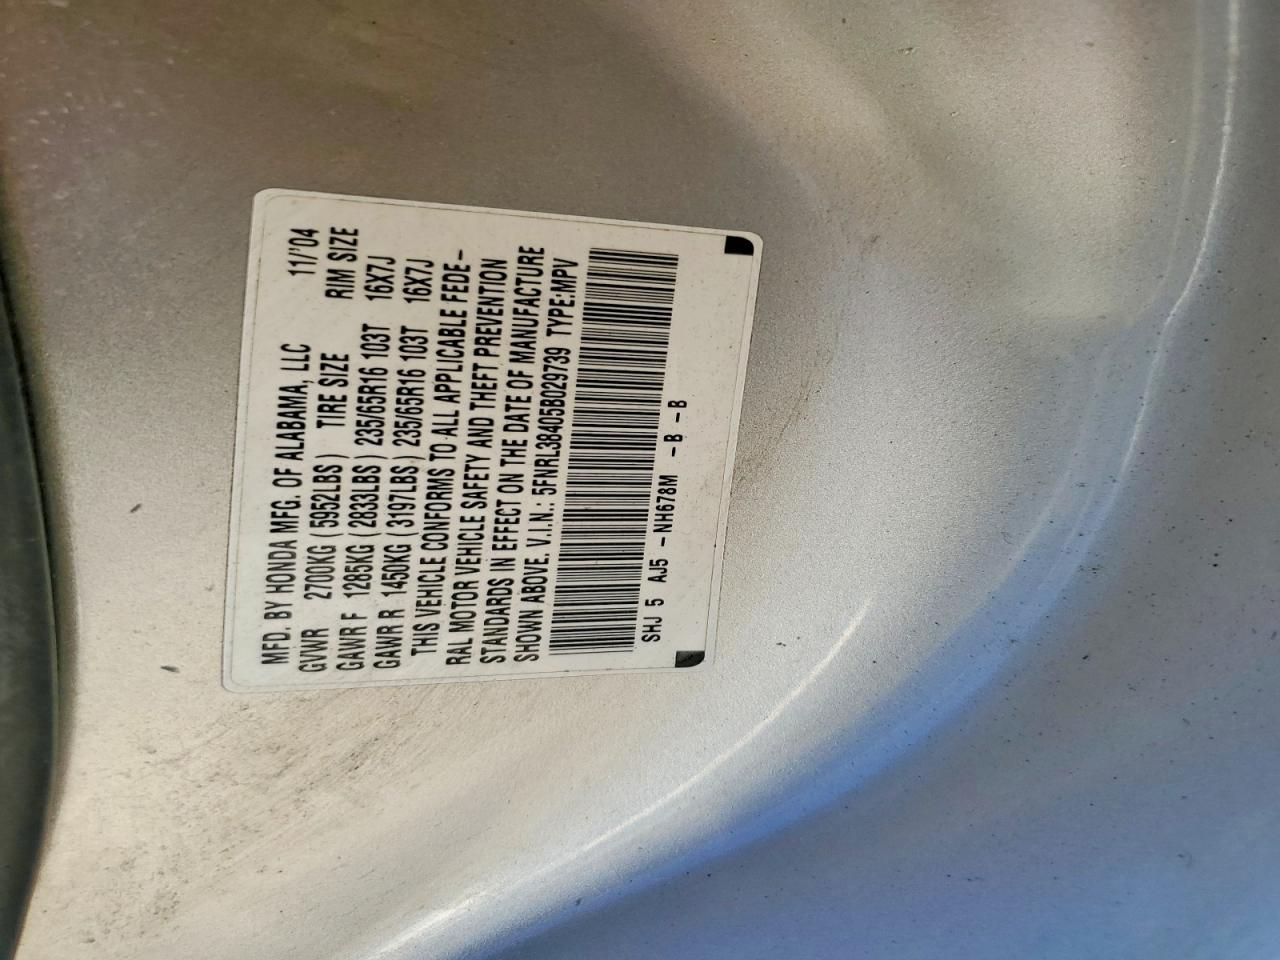 MFD. BY HONDA MFG. OF ALABAMA, LLC 11/'04
GVWR 2700KG (5952LBS) TIRE SIZE RIM SIZE
GAWR F 1285KG (2833LBS) 235/65R16 103T 16X7J
GAWR R 1450KG (3197LBS) 235/65R16 103T 16X7J
THIS VEHICLE CONFORMS TO ALL APPLICABLE FEDE-
RAL MOTOR VEHICLE SAFETY AND THEFT PREVENTION
STANDARDS IN EFFECT ON THE DATE OF MANUFACTURE
SHOWN ABOVE. V.I.N.: 5FNRL38405B029739 TYPE:MPV
SHJ 5 AJ5 -NH678M -B -B